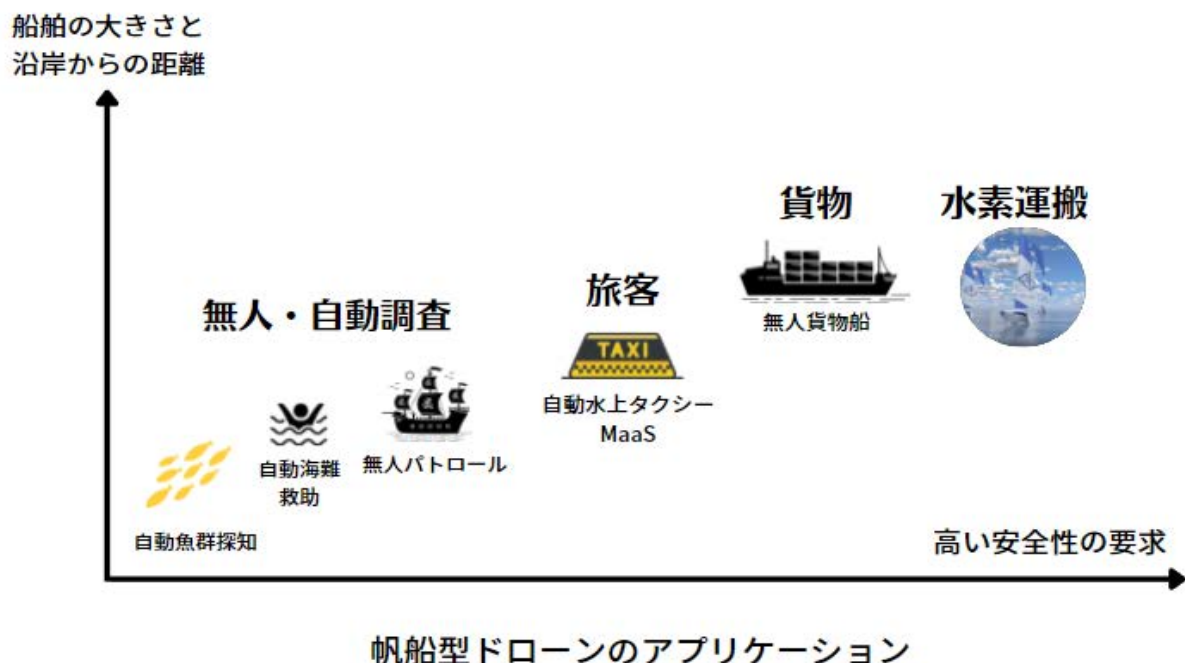 船舶の大きさと
沿岸からの距離
貨物
水素運搬
旅客
無人・自動調査
無人貨物船
TAXI
自動水上タクシー
MaaS
自動海難
救助
無人パトロール
自動魚群探知
高い安全性の要求
帆船型ドローンのアプリケーション